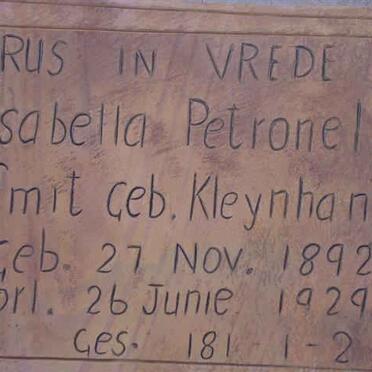 RUS IN VREDE
sabella Petronel
Smit Geb. Kleynhan
Geb. 27 Nov. 1892
orl. 26 Junie 1929
Ges. 181-1-2